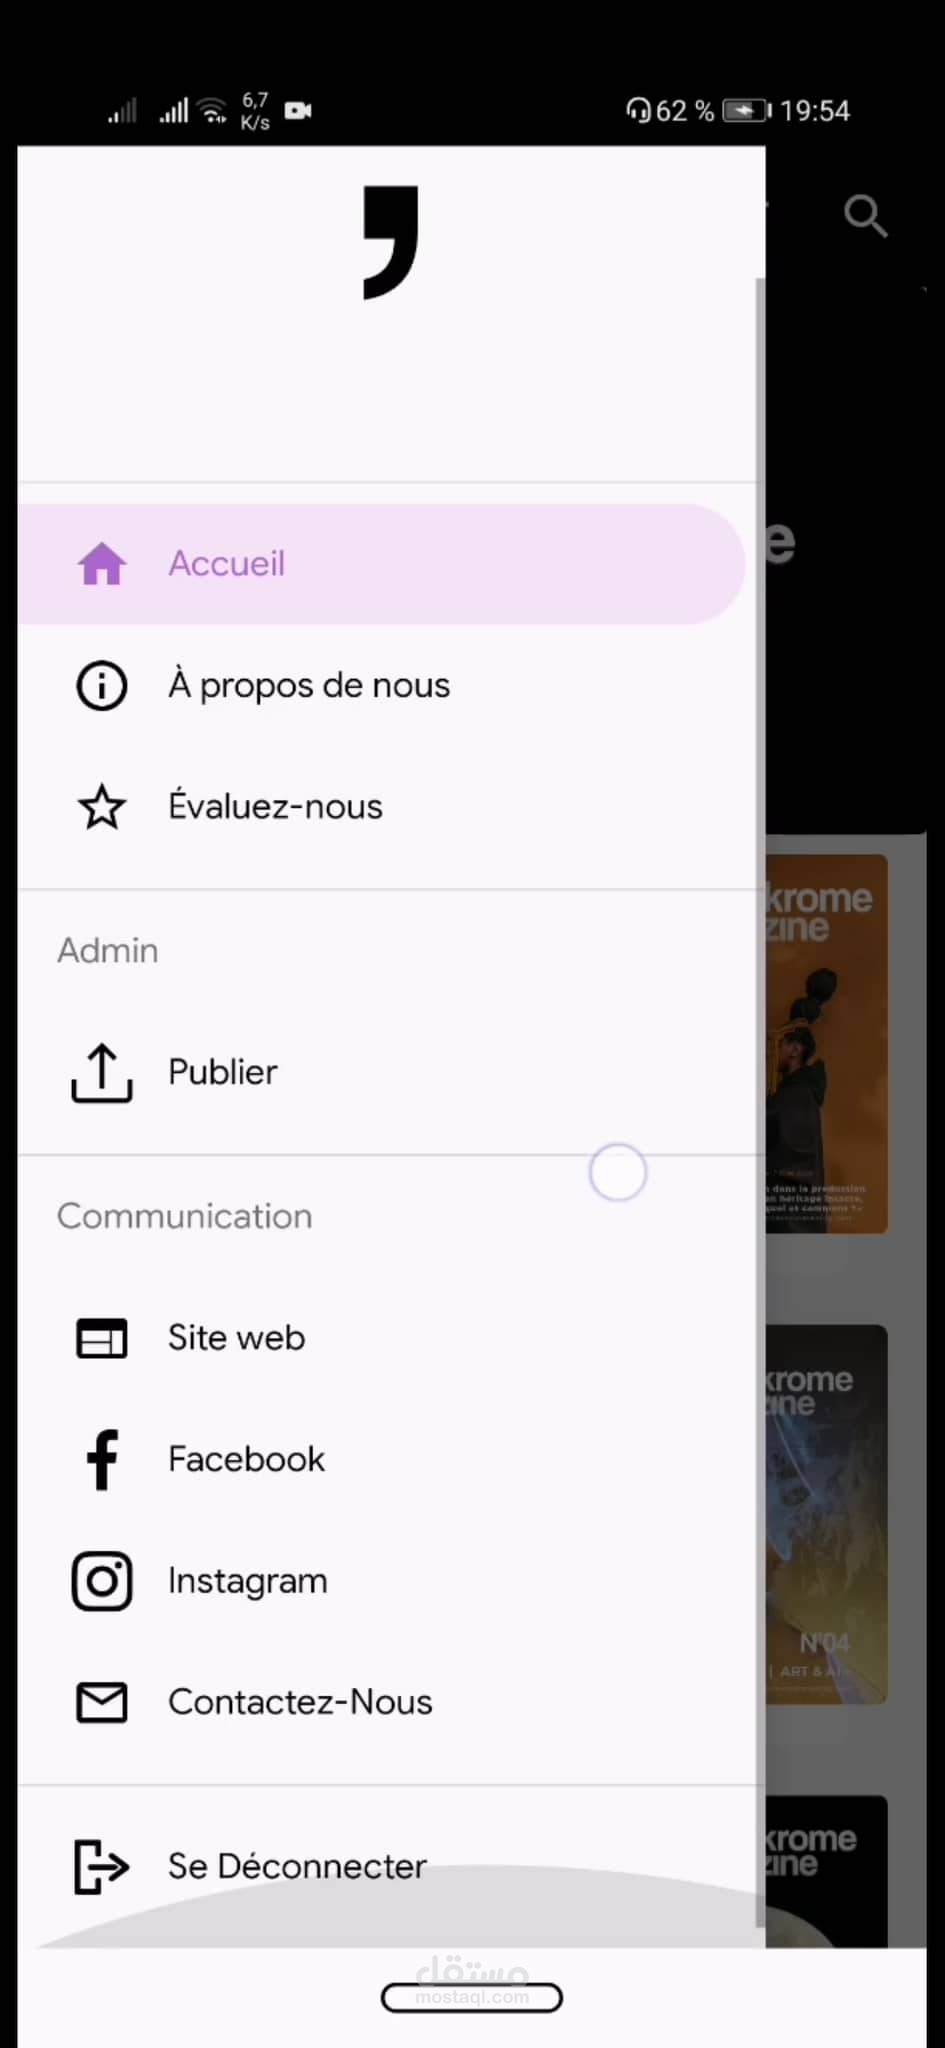 6,7
K/s
62 %
19:54
e
Accueil
À propos de nous
Évaluez-nous
krome
zine
Admin
Publier
Communication
Site web
Facebook
krome
zine
Instagram
N°04
| ART &
Contactez-Nous
krome
zine
Se Déconnecter
مستقل
mostaql.com